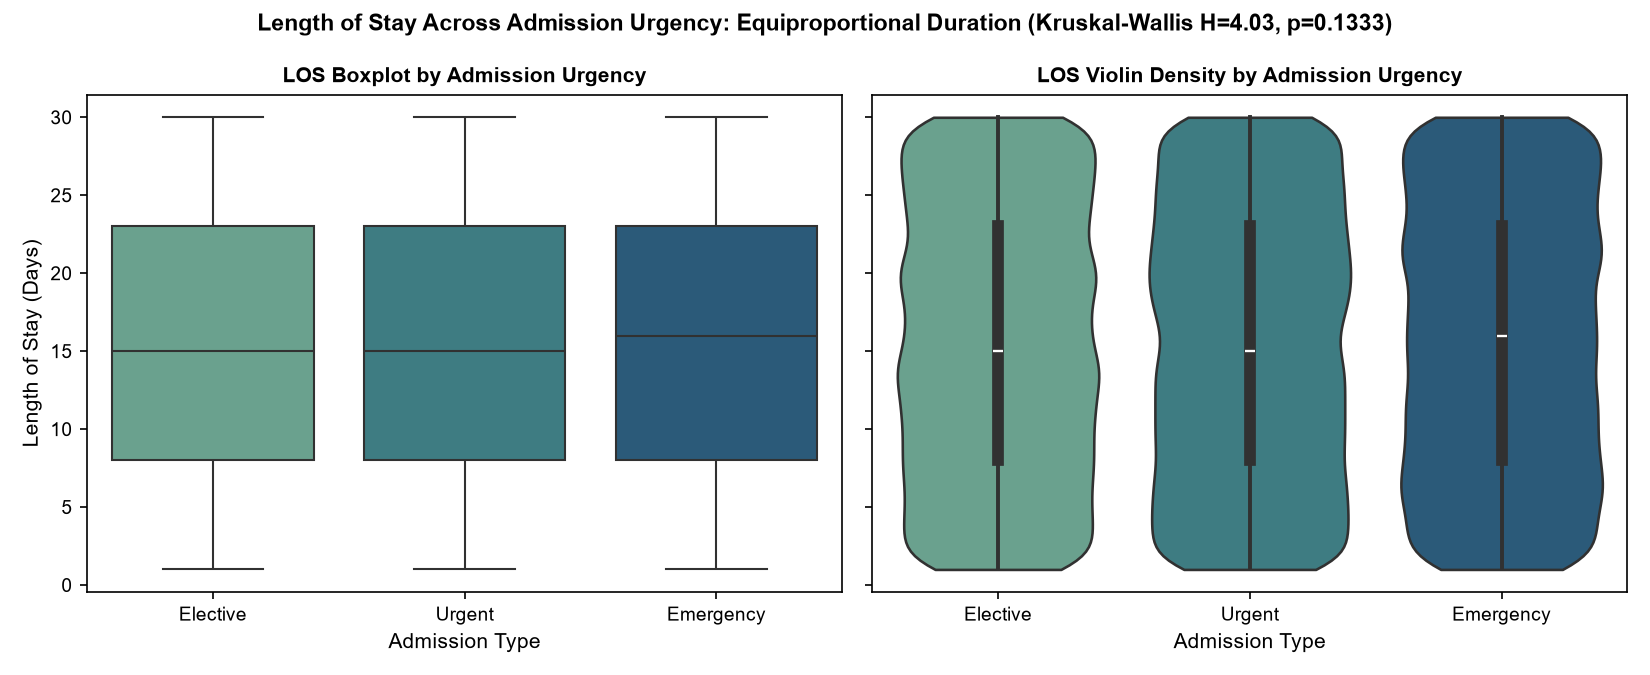 Length of Stay Across Admission Urgency: Equiproportional Duration (Kruskal-Wallis H=4.03, p=0.1333)
LOS Boxplot by Admission Urgency
Length of Stay (Days)
30
25
20
15
10
5
0
Elective Urgent Emergency
Admission Type
LOS Violin Density by Admission Urgency
Elective Urgent Emergency
Admission Type